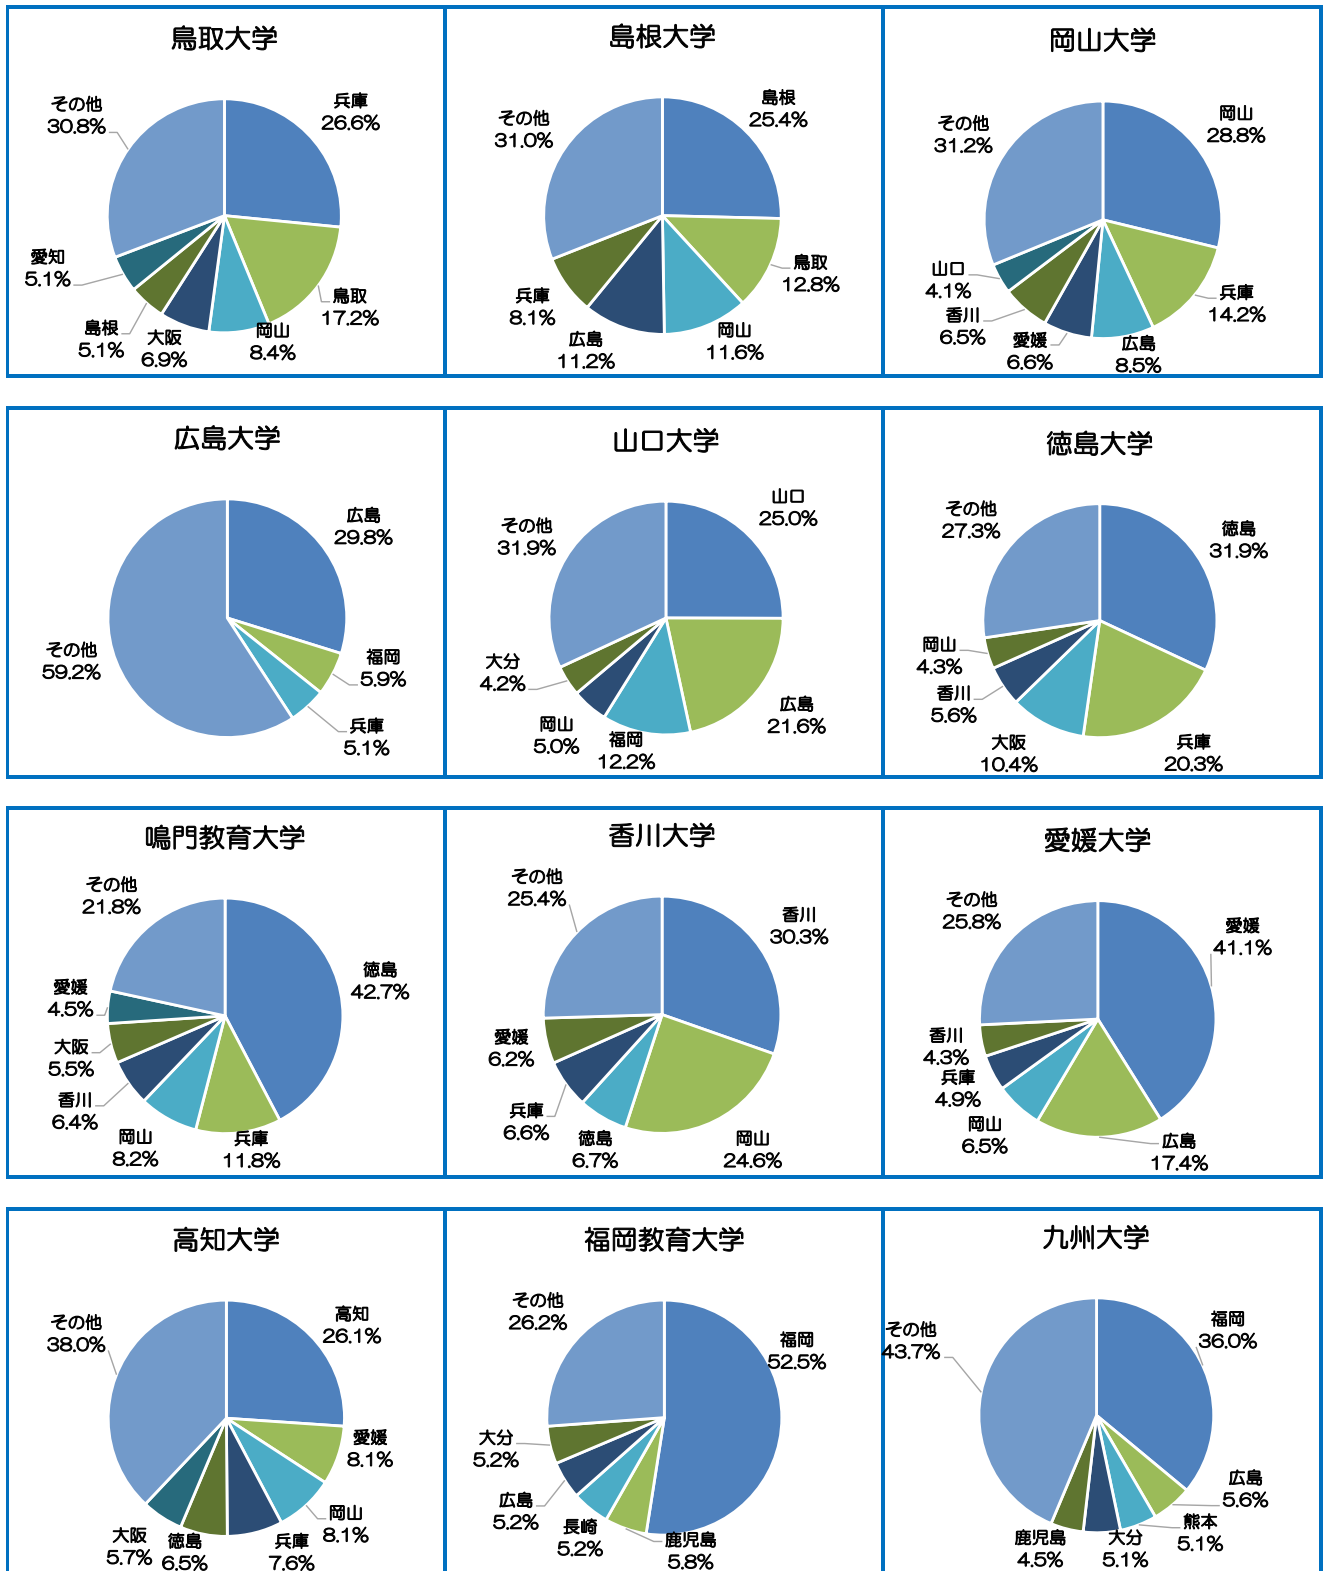 鳥取大学
兵庫
26.6%
鳥取
17.2%
岡山
8.4%
大阪
6.9%
島根
5.1%
愛知
5.1%
その他
30.8%
島根大学
島根
25.4%
鳥取
12.8%
岡山
11.6%
広島
11.2%
兵庫
8.1%
その他
31.0%
岡山大学
岡山
28.8%
兵庫
14.2%
広島
8.5%
愛媛
6.6%
香川
6.5%
山口
4.1%
その他
31.2%
広島大学
広島
29.8%
福岡
5.9%
兵庫
5.1%
その他
59.2%
山口大学
山口
25.0%
広島
21.6%
福岡
12.2%
岡山
5.0%
大分
4.2%
その他
31.9%
徳島大学
徳島
31.9%
兵庫
20.3%
大阪
10.4%
香川
5.6%
岡山
4.3%
その他
27.3%
鳴門教育大学
徳島
42.7%
兵庫
11.8%
岡山
8.2%
香川
6.4%
大阪
5.5%
愛媛
4.5%
その他
21.8%
香川大学
香川
30.3%
岡山
24.6%
徳島
6.7%
兵庫
6.6%
愛媛
6.2%
その他
25.4%
愛媛大学
愛媛
41.1%
広島
17.4%
岡山
6.5%
兵庫
4.9%
香川
4.3%
その他
25.8%
高知大学
高知
26.1%
愛媛
8.1%
岡山
8.1%
兵庫
7.6%
徳島
6.5%
大阪
5.7%
その他
38.0%
福岡教育大学
福岡
52.5%
鹿児島
5.8%
長崎
5.2%
広島
5.2%
大分
5.2%
その他
26.2%
九州大学
福岡
36.0%
広島
5.6%
熊本
5.1%
大分
5.1%
鹿児島
4.5%
その他
43.7%